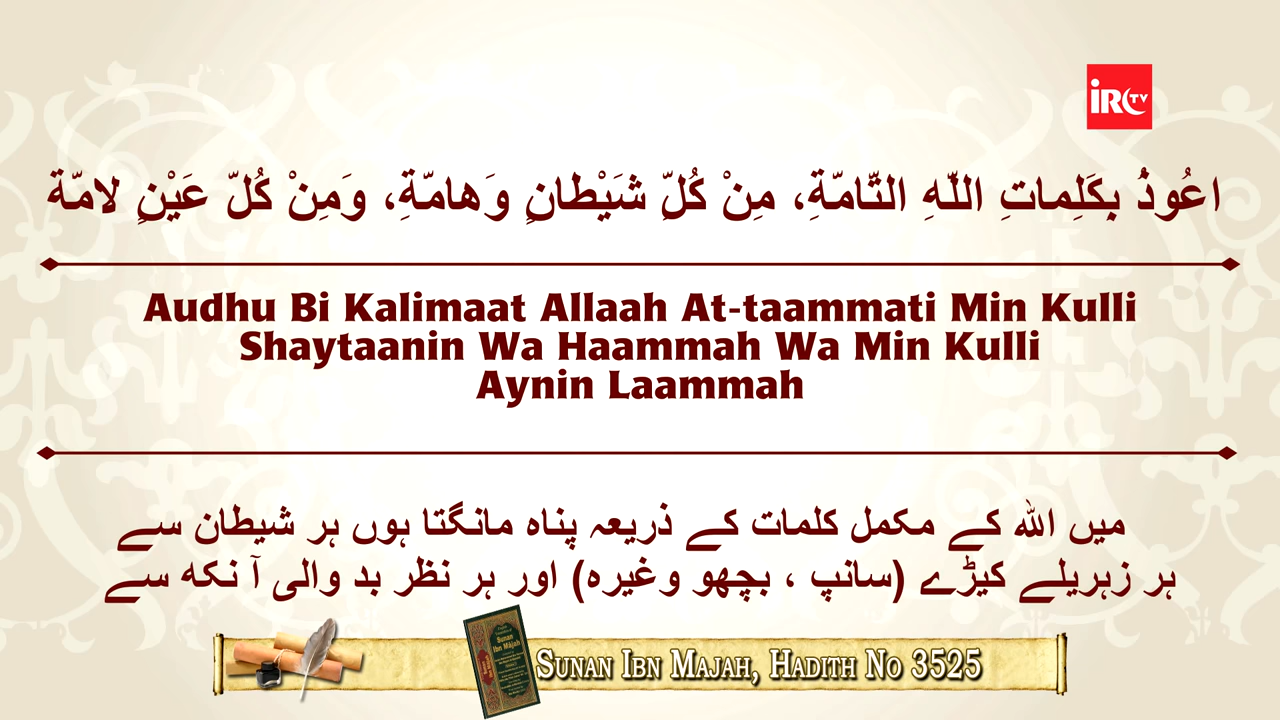 iRC TV
اعُوذُ بِكَلِماتِ اللّهِ التّامّةِ، مِنْ كُلِّ شَيْطانٍ وَهامّةِ، وَمِنْ كُلّ عَيْنٍ لامّة
Audhu Bi Kalimaat Allaah At-taammati Min Kulli
Shaytaanin Wa Haammah Wa Min Kulli
Aynin Laammah
میں اللہ کے مکمل کلمات کے ذریعہ پناہ مانگتا ہوں ہر شیطان سے
ہر زہریلے کیڑے (سانپ ، بچھو وغیرہ) اور ہر نظر بد والی آ نکھ سے
Sunan
Ibn Majah
Sunan Ibn Majah, Hadith No 3525